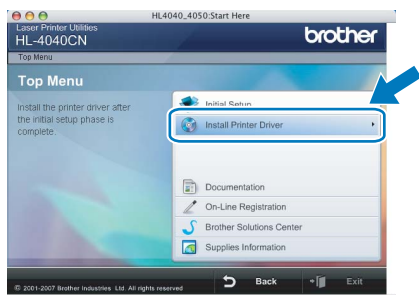 HL4040_4050:Start Here
Laser Printer Utilities
HL-4040CN
brother
Top Menu
Top Menu
Install the printer driver after
the initial setup phase is
complete.
Initial Setup
Install Printer Driver
Documentation
On-Line Registration
Brother Solutions Center
Supplies Information
© 2001-2007 Brother Industries Ltd. All rights reserved
Back
Exit